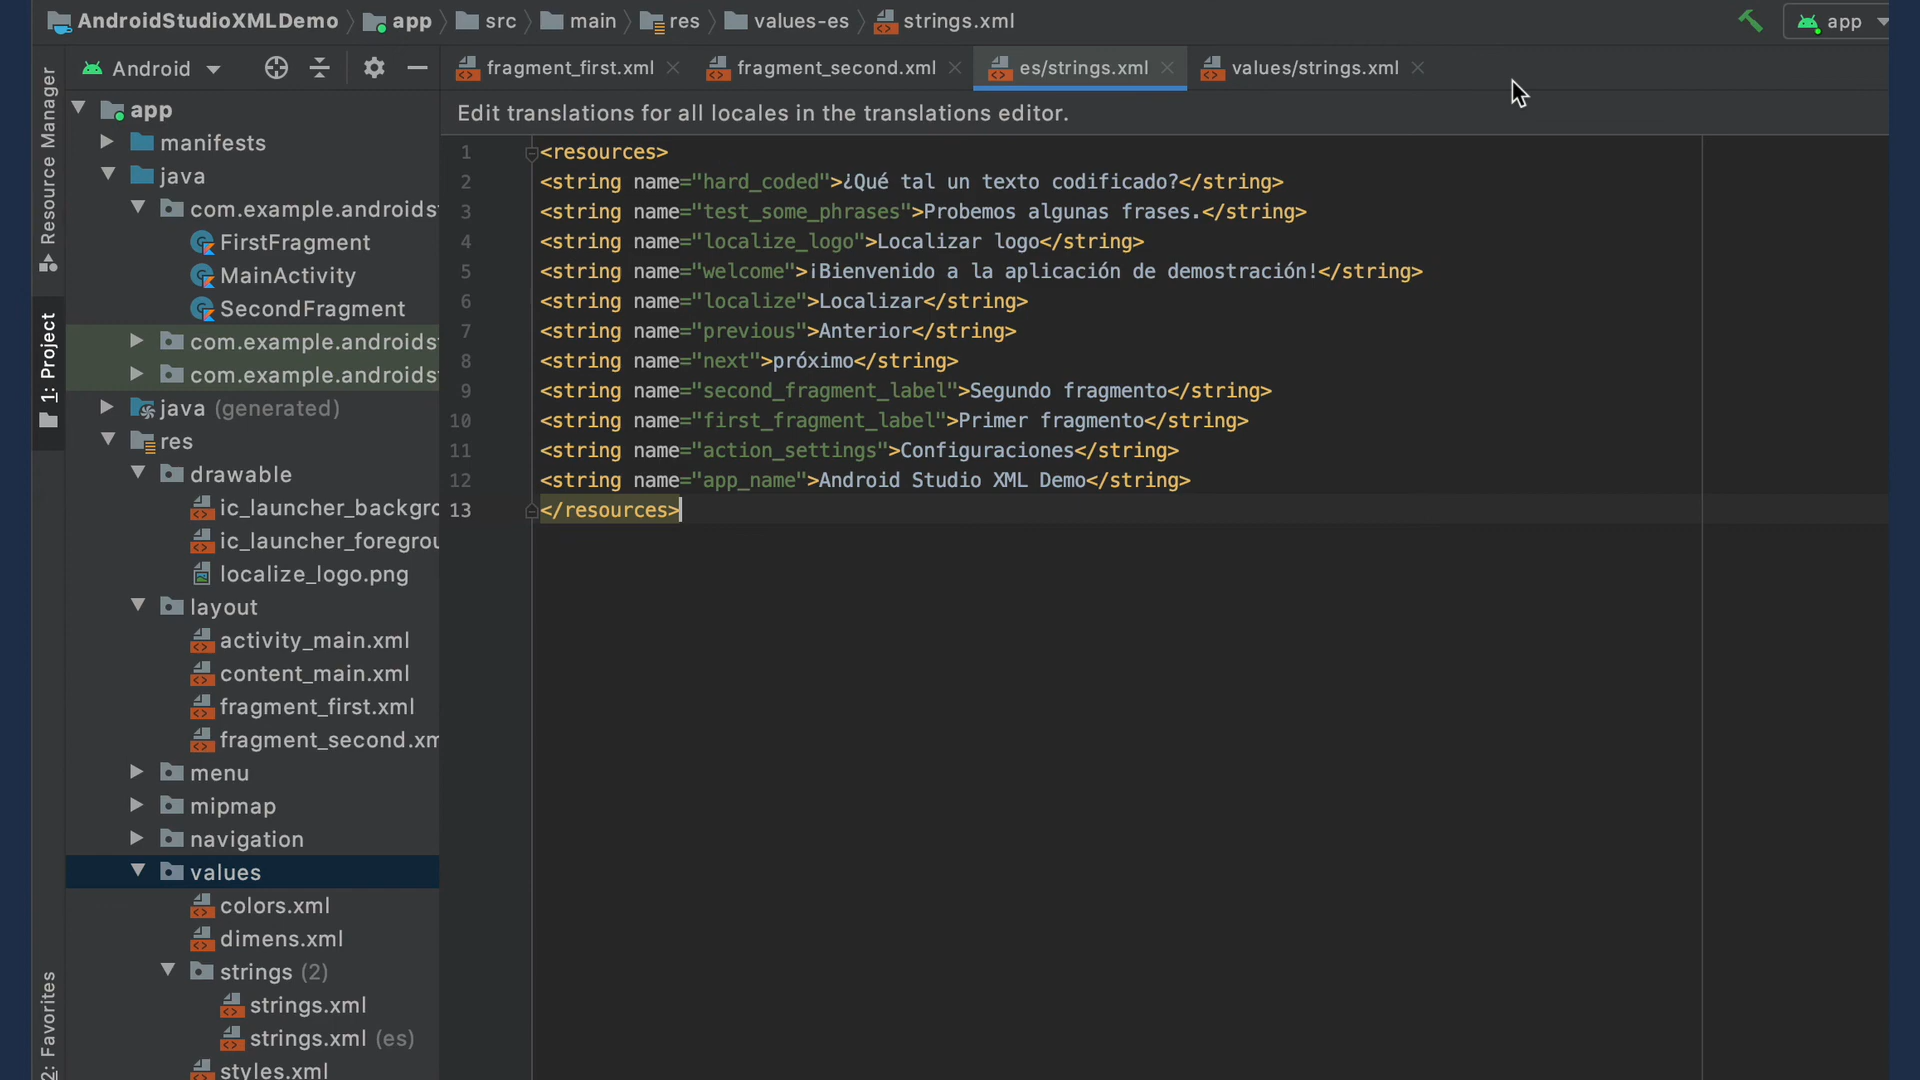 AndroidStudioXMLDemo app src main res values-es strings.xml app
Android fragment_first.xml fragment_second.xml es/strings.xml values/strings.xml
Edit translations for all locales in the translations editor.
Resource Manager
1: Project
2: Favorites
app
manifests
java
com.example.androids
FirstFragment
MainActivity
SecondFragment
com.example.androids
com.example.androids
java (generated)
res
drawable
ic_launcher_backgro
ic_launcher_foregrou
localize_logo.png
layout
activity_main.xml
content_main.xml
fragment_first.xml
fragment_second.xm
menu
mipmap
navigation
values
colors.xml
dimens.xml
strings (2)
strings.xml
strings.xml (es)
styles.xml
1 <resources>
2 <string name="hard_coded">¿Qué tal un texto codificado?</string>
3 <string name="test_some_phrases">Probemos algunas frases.</string>
4 <string name="localize_logo">Localizar logo</string>
5 <string name="welcome">¡Bienvenido a la aplicación de demostración!</string>
6 <string name="localize">Localizar</string>
7 <string name="previous">Anterior</string>
8 <string name="next">próximo</string>
9 <string name="second_fragment_label">Segundo fragmento</string>
10 <string name="first_fragment_label">Primer fragmento</string>
11 <string name="action_settings">Configuraciones</string>
12 <string name="app_name">Android Studio XML Demo</string>
13 </resources>